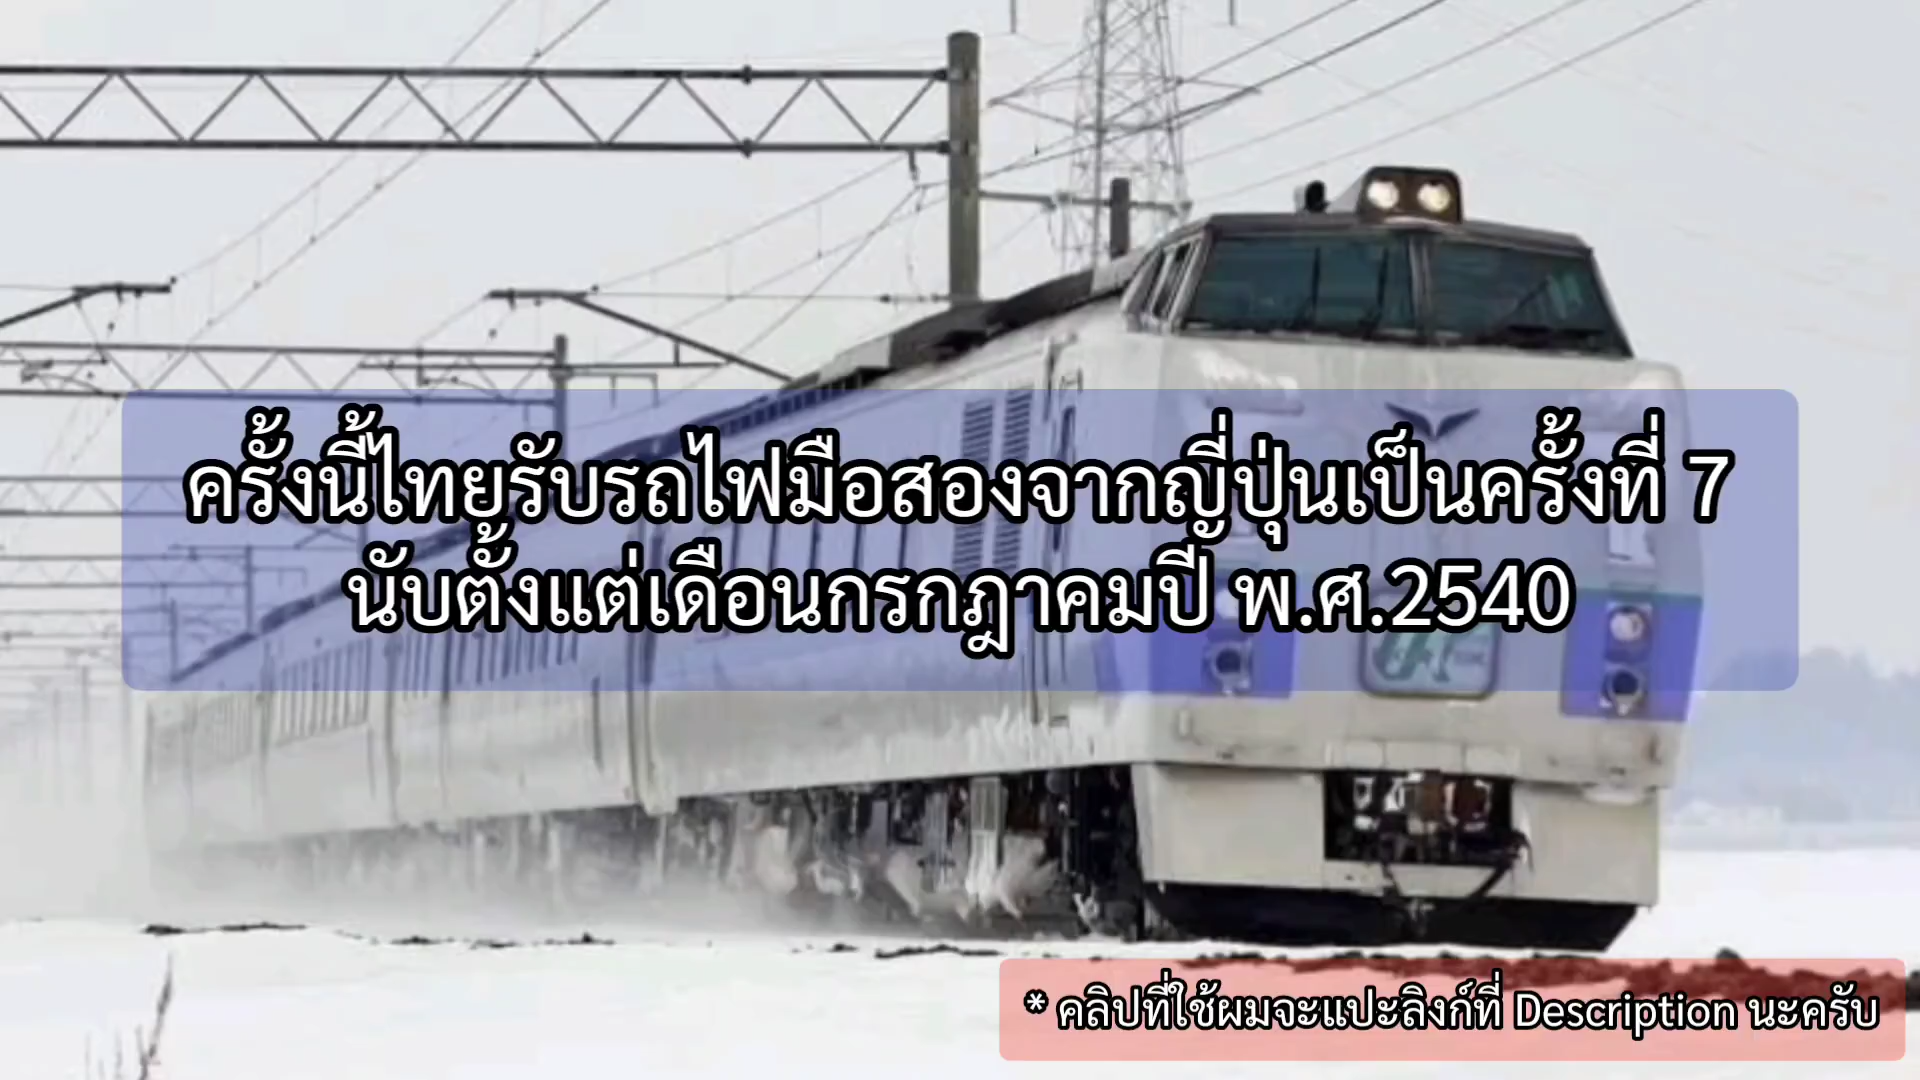 ครั้งนี้ไทยรับรถไฟมือสองจากญี่ปุ่นเป็นครั้งที่ 7
นับตั้งแต่เดือนกรกฎาคมปี พ.ศ.2540
* คลิปที่ใช้ผมจะแปะลิงก์ที่ Description นะครับ